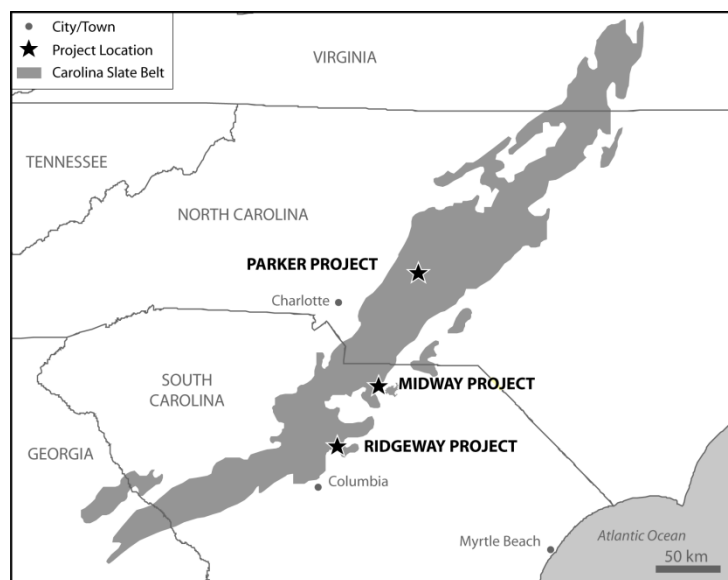 City/Town
Project Location
Carolina Slate Belt
VIRGINIA
TENNESSEE
NORTH CAROLINA
PARKER PROJECT
Charlotte
SOUTH
CAROLINA
MIDWAY PROJECT
GEORGIA
RIDGEWAY PROJECT
Columbia
Myrtle Beach
Atlantic Ocean
50 km